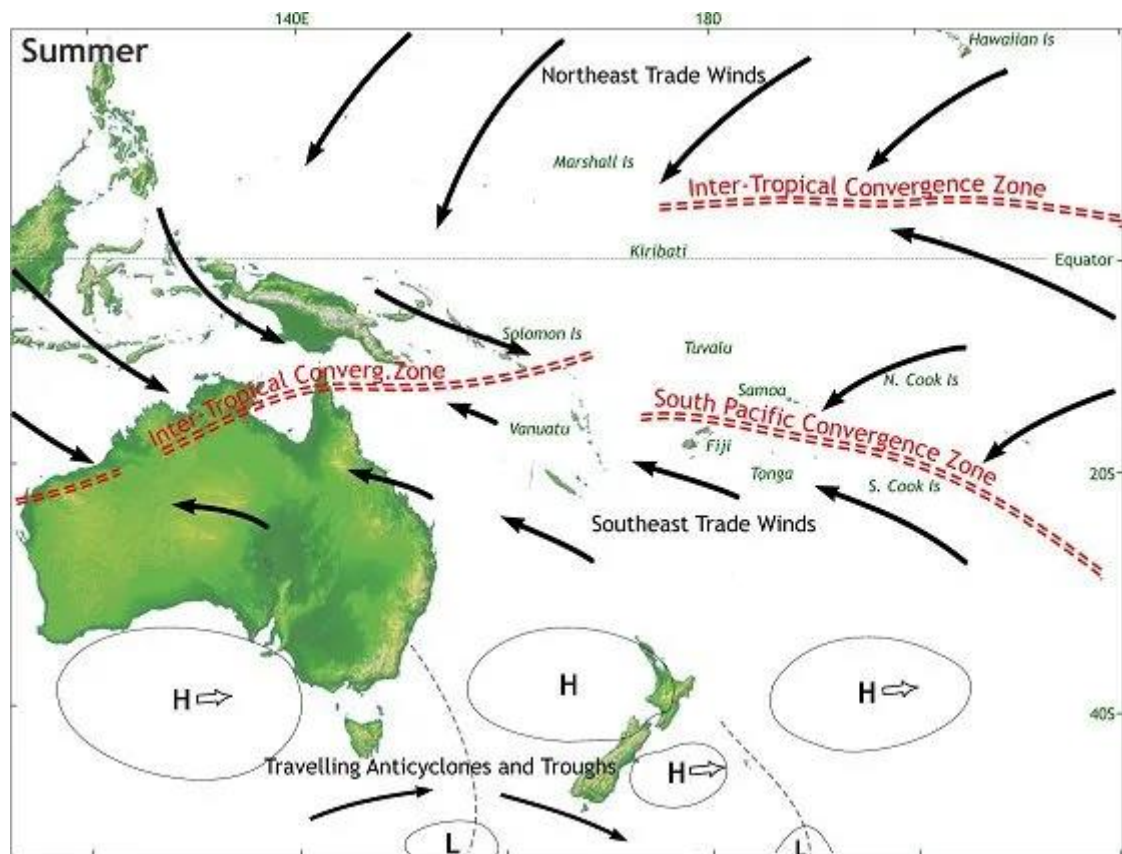 140E
180
Summer
Hawaiian Is
Northeast Trade Winds
Marshall Is
Inter-Tropical Convergence Zone
Kiribati
Equator
Solomon Is
Tuvalu
Inter-Tropical Converg.Zone
Samoa
N. Cook Is
South Pacific Convergence Zone
Vanuatu
Fiji
Tonga
20S
S. Cook Is
Southeast Trade Winds
H
H
H
40S
Travelling Anticyclones and Troughs
H
L
L